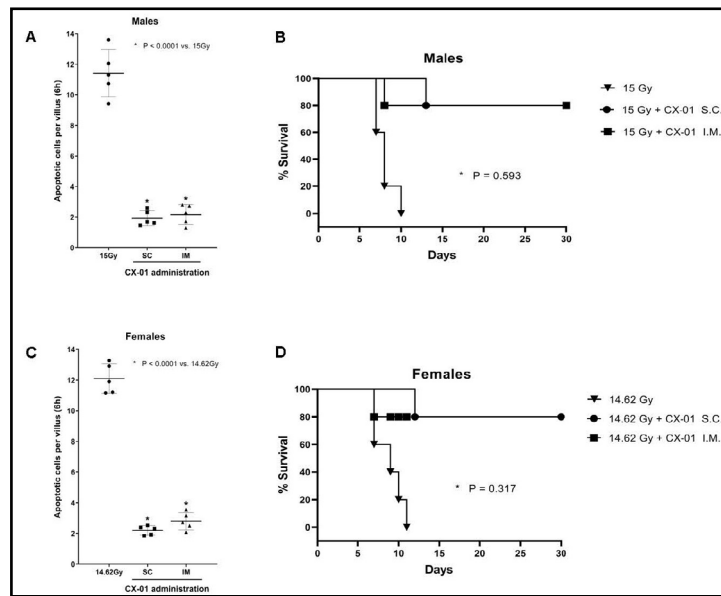 Males
A
* P < 0.0001 vs. 15Gy
Apoptotic cells per villus (6h)
14
12
10
8
6
4
2
0
* *
15Gy SC IM
CX-01 administration
B
Males
% Survival
100
80
60
40
20
0
* P = 0.593
0 5 10 15 20 25 30
Days
15 Gy
15 Gy + CX-01 S.C.
15 Gy + CX-01 I.M.
Females
C
* P < 0.0001 vs. 14.62Gy
Apoptotic cells per villus (6h)
14
12
10
8
6
4
2
0
* *
14.62Gy SC IM
CX-01 administration
D
Females
% Survival
100
80
60
40
20
0
* P = 0.317
0 5 10 15 20 25 30
Days
14.62 Gy
14.62 Gy + CX-01 S.C.
14.62 Gy + CX-01 I.M.